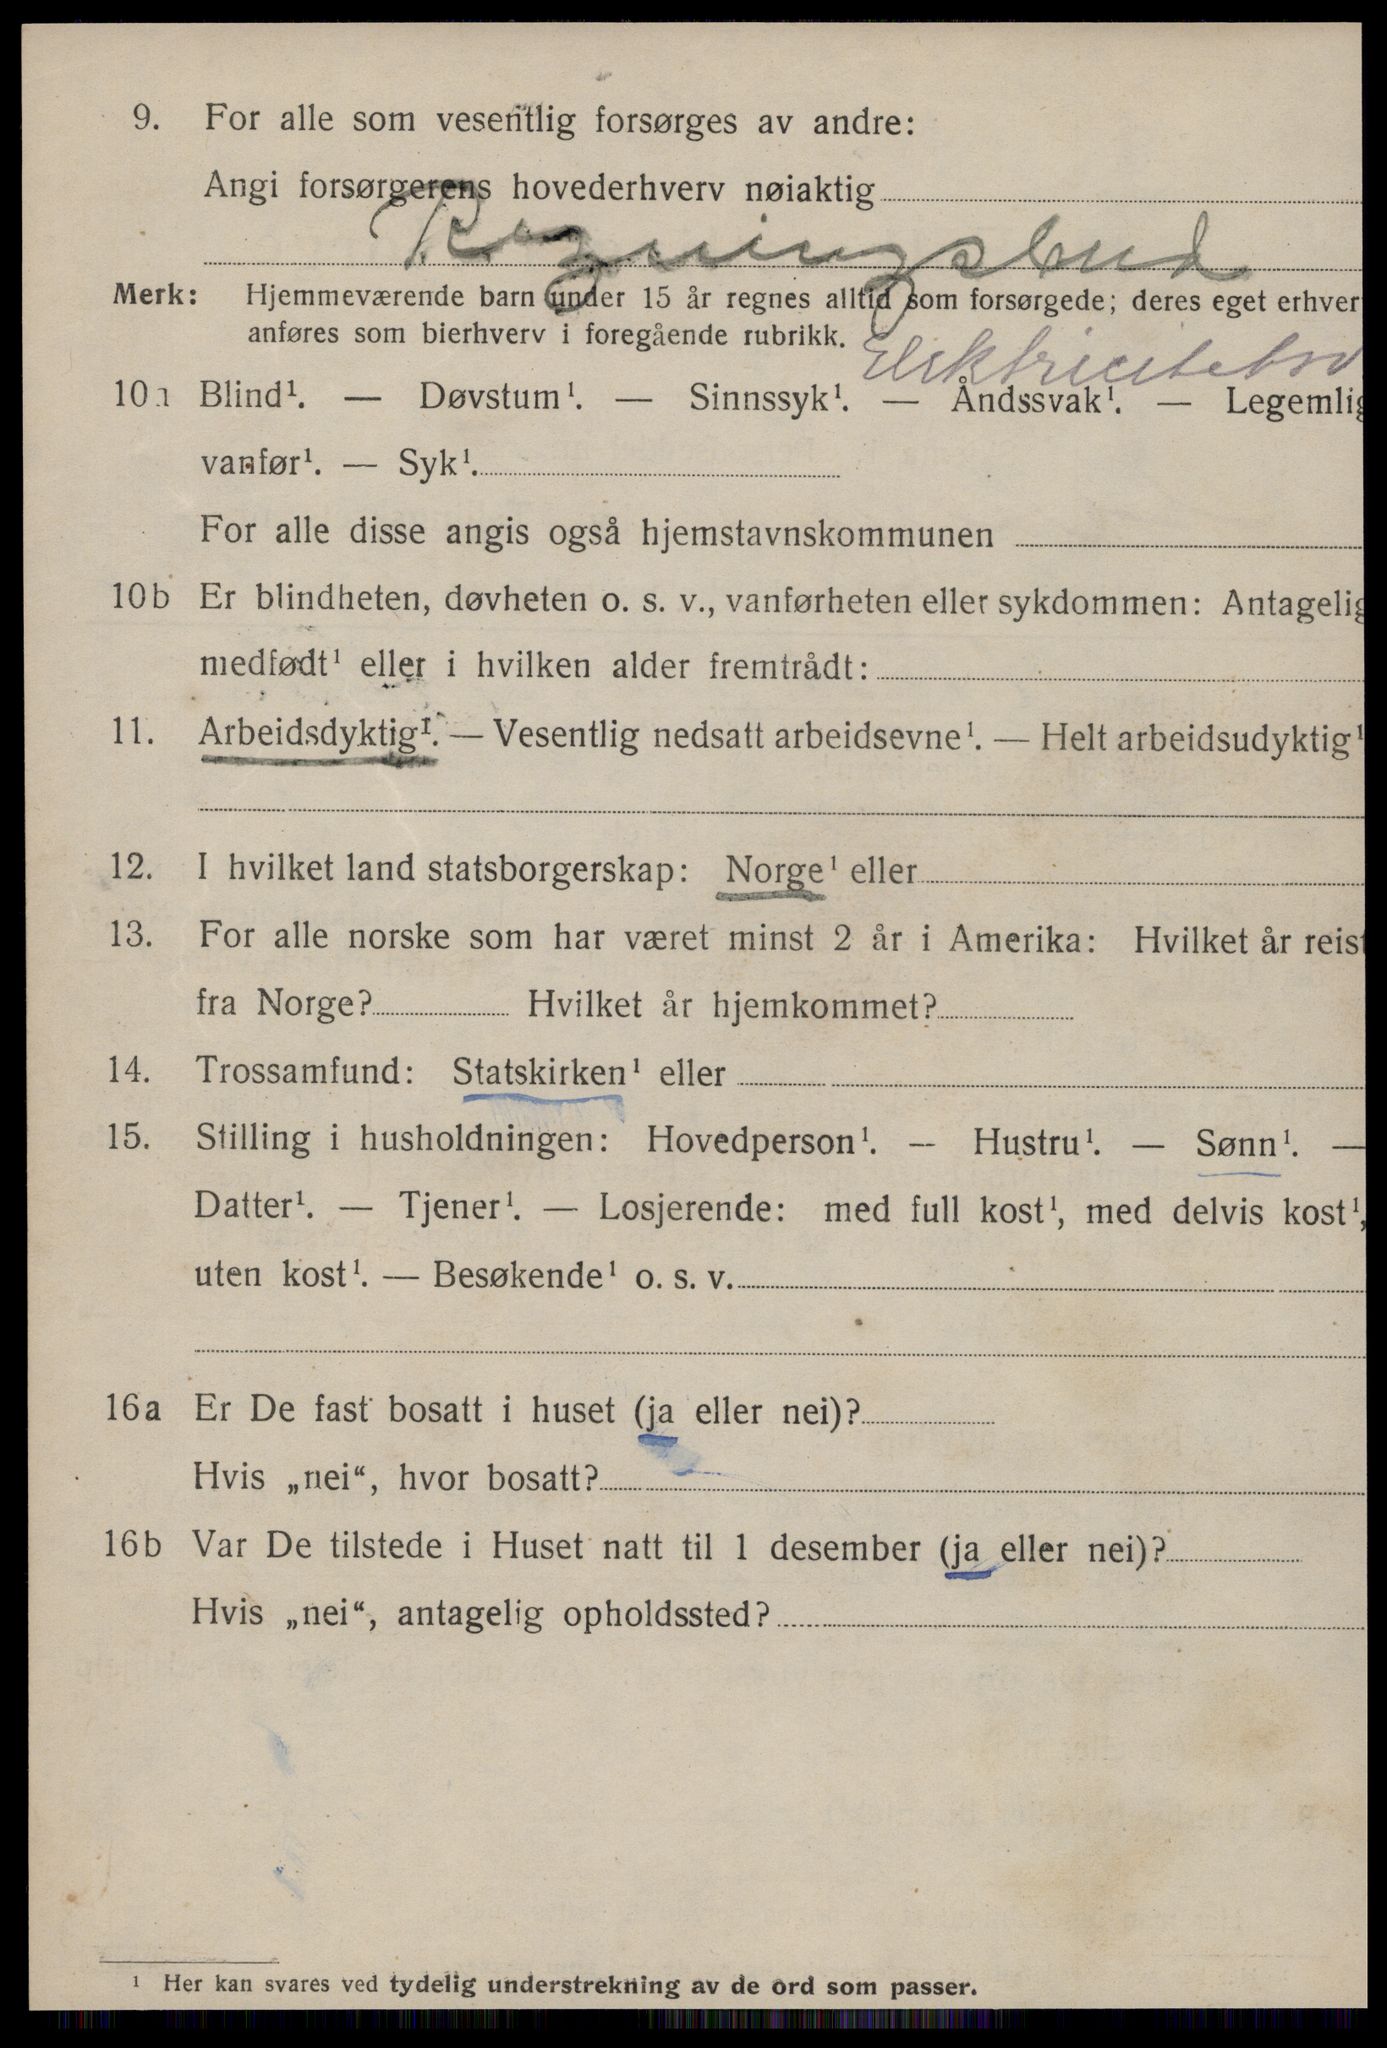 9. For alle som vesentlig forsørges av andre:
Angi forsørgerens hovederhverv nøiaktig
Regningsbud
Merk: Hjemmeværende barn under 15 år regnes alltid som forsørgede; deres eget erhver
anføres som bierhverv i foregående rubrikk.
10a Blind¹. — Døvstum¹. — Sinnssyk¹. — Åndssvak¹. — Legemlig
vanfør¹. — Syk¹.
For alle disse angis også hjemstavnskommunen
10b Er blindheten, døvheten o. s. v., vanførheten eller sykdommen: Antagelig
medfødt¹ eller i hvilken alder fremtrådt:
11. Arbeidsdyktig¹. — Vesentlig nedsatt arbeidsevne¹. — Helt arbeidsudyktig¹
12. I hvilket land statsborgerskap: Norge¹ eller
13. For alle norske som har været minst 2 år i Amerika: Hvilket år reist
fra Norge? Hvilket år hjemkommet?
14. Trossamfund: Statskirken¹ eller
15. Stilling i husholdningen: Hovedperson¹. — Hustru¹. — Sønn¹. —
Datter¹. — Tjener¹. — Losjerende: med full kost¹, med delvis kost¹,
uten kost¹. — Besøkende¹ o. s. v.
16a Er De fast bosatt i huset (ja eller nei)?
Hvis „nei“, hvor bosatt?
16b Var De tilstede i Huset natt til 1 desember (ja eller nei)?
Hvis „nei“, antagelig opholdssted?
¹ Her kan svares ved tydelig understrekning av de ord som passer.